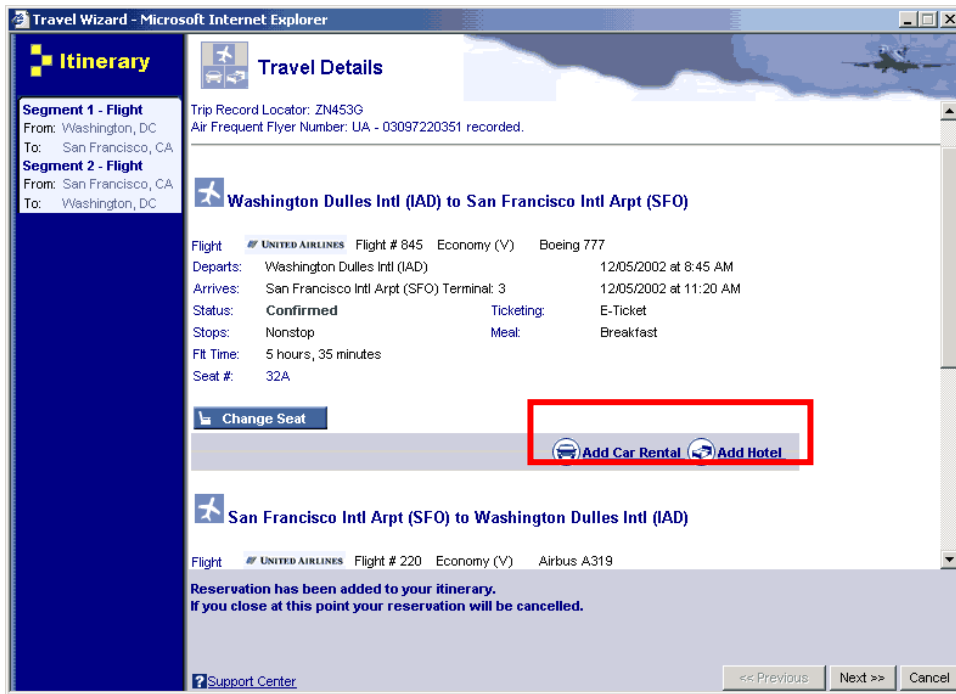 Travel Wizard - Microsoft Internet Explorer
Itinerary
Travel Details
Segment 1 - Flight
From: Washington, DC
To: San Francisco, CA
Segment 2 - Flight
From: San Francisco, CA
To: Washington, DC
Trip Record Locator: ZN453G
Air Frequent Flyer Number: UA - 03097220351 recorded.
Washington Dulles Intl (IAD) to San Francisco Intl Arpt (SFO)
Flight UNITED AIRLINES Flight # 845 Economy (V) Boeing 777
Departs: Washington Dulles Intl (IAD) 12/05/2002 at 8:45 AM
Arrives: San Francisco Intl Arpt (SFO) Terminal: 3 12/05/2002 at 11:20 AM
Status: Confirmed Ticketing: E-Ticket
Stops: Nonstop Meal: Breakfast
Flt Time: 5 hours, 35 minutes
Seat #: 32A
Change Seat
Add Car Rental Add Hotel
San Francisco Intl Arpt (SFO) to Washington Dulles Intl (IAD)
Flight UNITED AIRLINES Flight # 220 Economy (V) Airbus A319
Reservation has been added to your itinerary.
If you close at this point your reservation will be cancelled.
? Support Center
<< Previous Next >> Cancel